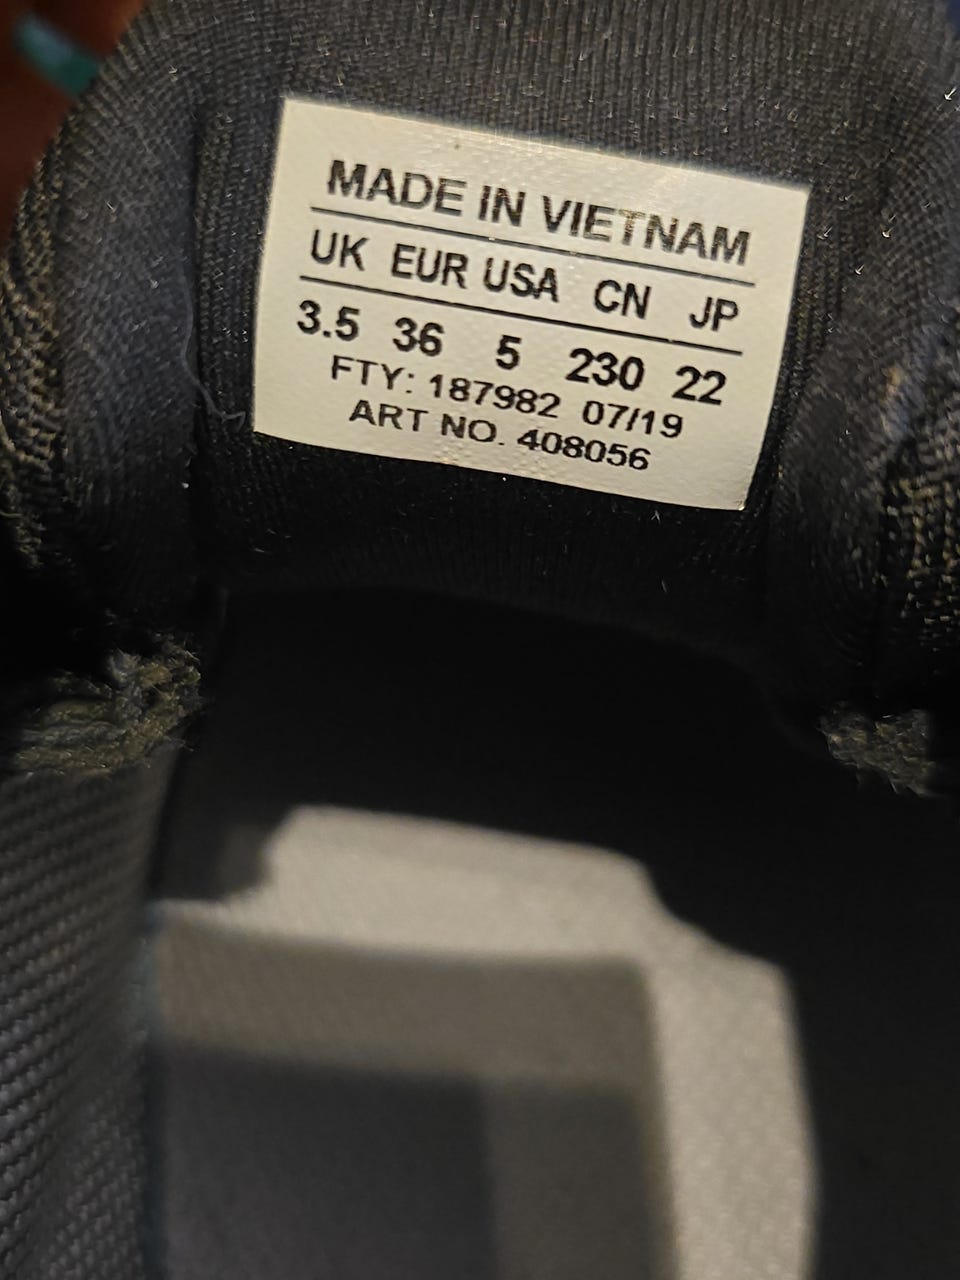 MADE IN VIETNAM
UK EUR USA CN JP
3.5 36 5 230 22
FTY: 187982 07/19
ART NO. 408056